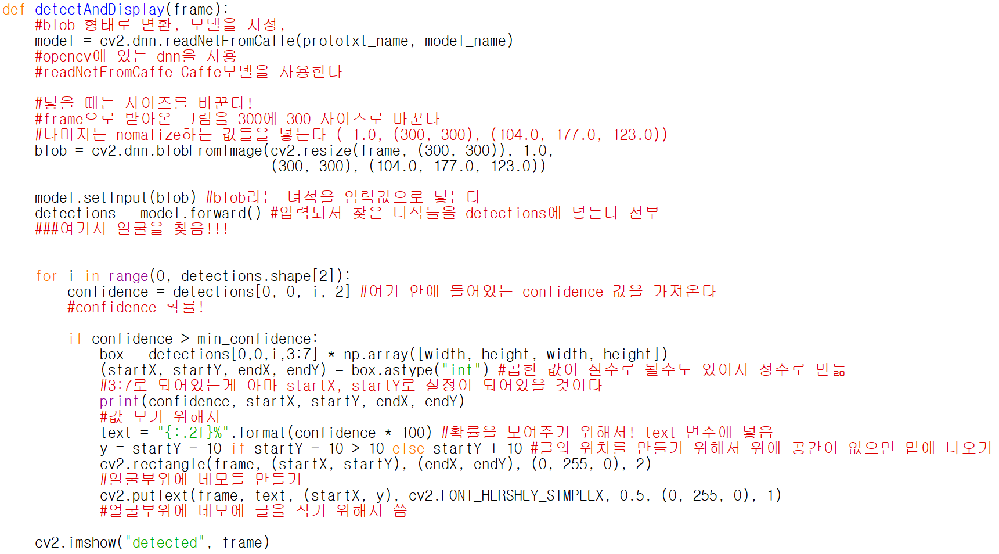 def detectAndDisplay(frame):
    #blob 형태로 변환, 모델을 지정,
    model = cv2.dnn.readNetFromCaffe(prototxt_name, model_name)
    #opencv에 있는 dnn을 사용
    #readNetFromCaffe Caffe모델을 사용한다

    #넣을 때는 사이즈를 바꾼다!
    #frame으로 받아온 그림을 300에 300 사이즈로 바꾼다
    #나머지는 nomalize하는 값들을 넣는다 ( 1.0, (300, 300), (104.0, 177.0, 123.0))
    blob = cv2.dnn.blobFromImage(cv2.resize(frame, (300, 300)), 1.0,
                                 (300, 300), (104.0, 177.0, 123.0))

    model.setInput(blob) #blob라는 녀석을 입력값으로 넣는다
    detections = model.forward() #입력되서 찾은 녀석들을 detections에 넣는다 전부
    ###여기서 얼굴을 찾음!!!


    for i in range(0, detections.shape[2]):
        confidence = detections[0, 0, i, 2] #여기 안에 들어있는 confidence 값을 가져온다
        #confidence 확률!

        if confidence > min_confidence:
            box = detections[0,0,i,3:7] * np.array([width, height, width, height])
            (startX, startY, endX, endY) = box.astype("int") #곱한 값이 실수로 될수도 있어서 정수로 만듦
            #3:7로 되어있는게 아마 startX, startY로 설정이 되어있을 것이다
            print(confidence, startX, startY, endX, endY)
            #값 보기 위해서
            text = "{:.2f}%".format(confidence * 100) #확률을 보여주기 위해서! text 변수에 넣음
            y = startY - 10 if startY - 10 > 10 else startY + 10 #글의 위치를 만들기 위해서 위에 공간이 없으면 밑에 나오기
            cv2.rectangle(frame, (startX, startY), (endX, endY), (0, 255, 0), 2)
            #얼굴부위에 네모들 만들기
            cv2.putText(frame, text, (startX, y), cv2.FONT_HERSHEY_SIMPLEX, 0.5, (0, 255, 0), 1)
            #얼굴부위에 네모에 글을 적기 위해서 씀

    cv2.imshow("detected", frame)